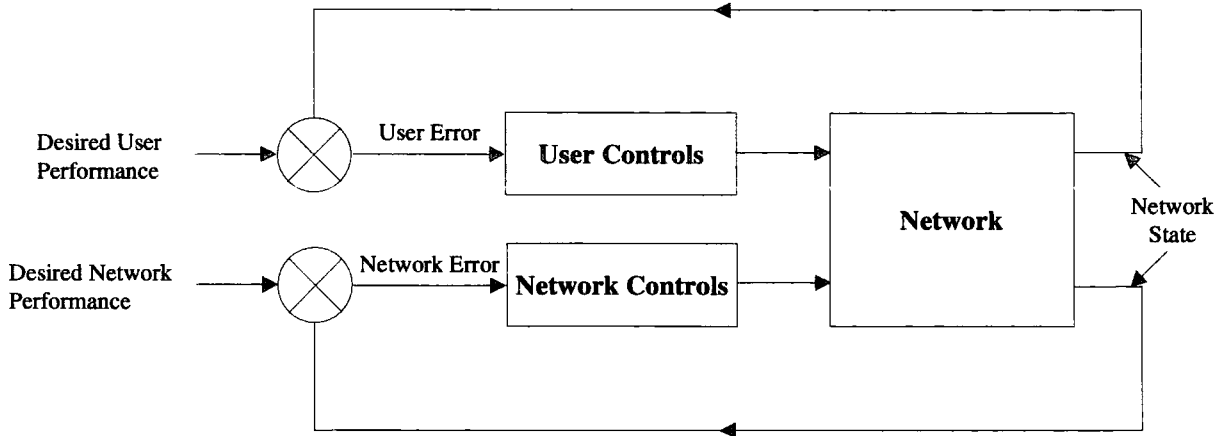 Desired User
Performance
User Error
User Controls
Network
Network
State
Desired Network
Performance
Network Error
Network Controls